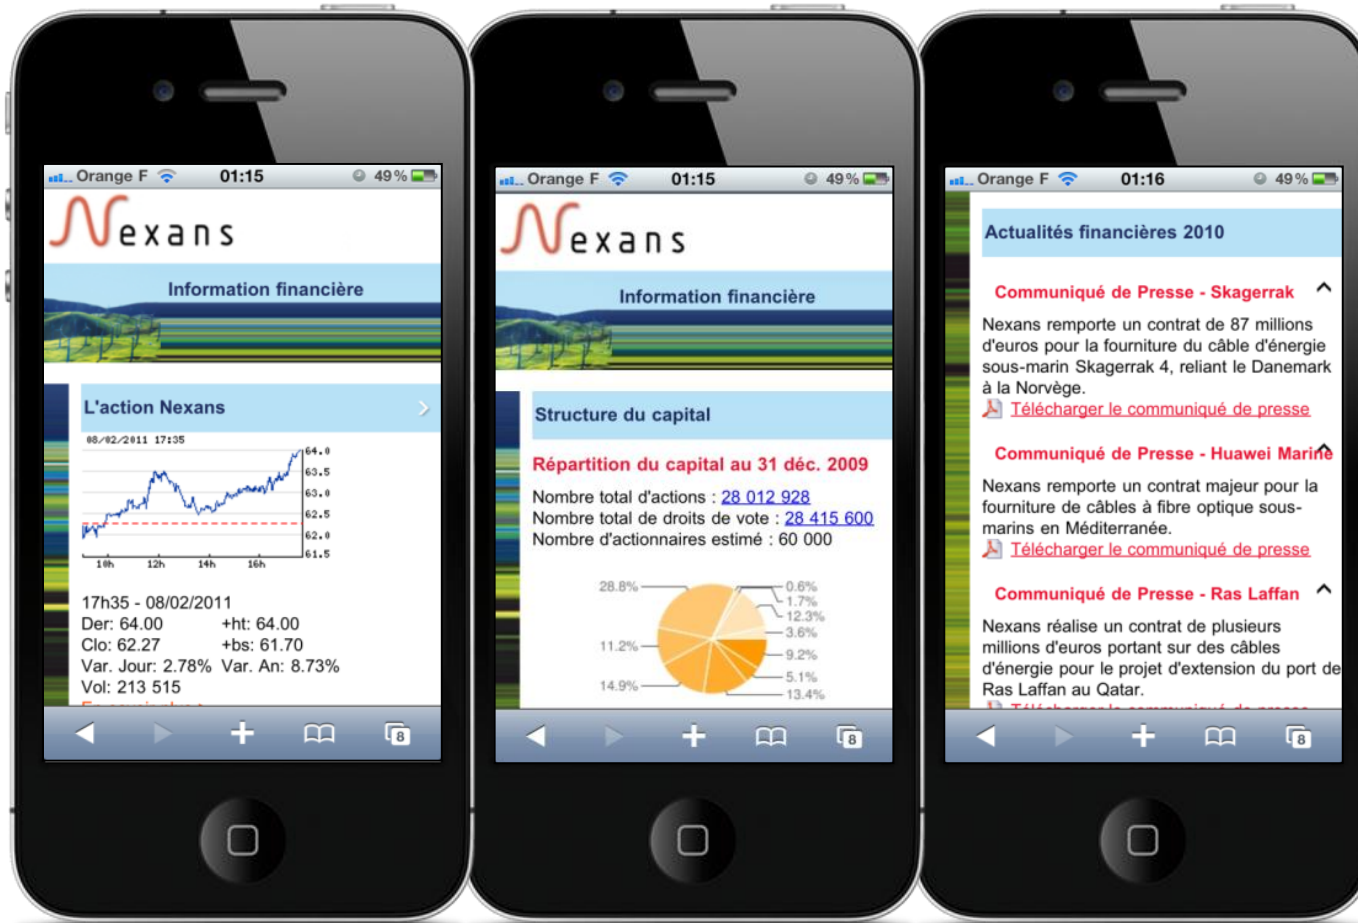 Orange F 01:15 49%
Nexans
Information financière
L'action Nexans
08/02/2011 17:35
64.0
63.5
63.0
62.5
62.0
61.5
10h 12h 14h 16h
17h35 - 08/02/2011
Der: 64.00 +ht: 64.00
Clo: 62.27 +bs: 61.70
Var. Jour: 2.78% Var. An: 8.73%
Vol: 213 515
8
Orange F 01:15 49%
Nexans
Information financière
Structure du capital
Répartition du capital au 31 déc. 2009
Nombre total d'actions : 28 012 928
Nombre total de droits de vote : 28 415 600
Nombre d'actionnaires estimé : 60 000
28.8% 0.6%
1.7%
12.3%
3.6%
11.2%
9.2%
5.1%
14.9%
13.4%
8
Orange F 01:16 49%
Actualités financières 2010
Communiqué de Presse - Skagerrak
Nexans remporte un contrat de 87 millions
d'euros pour la fourniture du câble d'énergie
sous-marin Skagerrak 4, reliant le Danemark
à la Norvège.
Télécharger le communiqué de presse
Communiqué de Presse - Huawei Marine
Nexans remporte un contrat majeur pour la
fourniture de câbles à fibre optique sous-
marins en Méditerranée.
Télécharger le communiqué de presse
Communiqué de Presse - Ras Laffan
Nexans réalise un contrat de plusieurs
millions d'euros portant sur des câbles
d'énergie pour le projet d'extension du port de
Ras Laffan au Qatar.
8